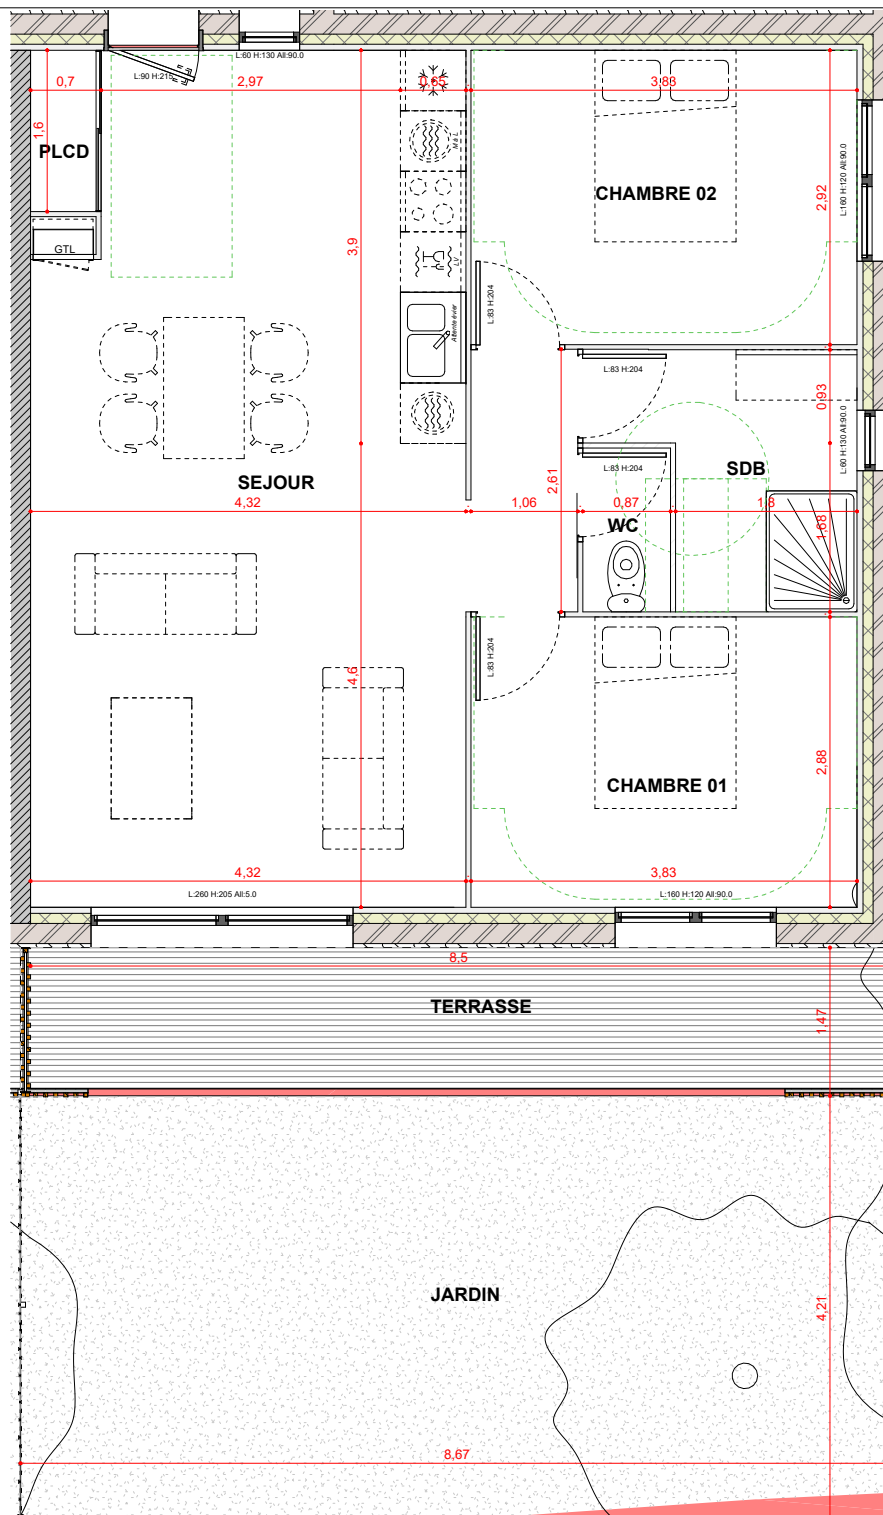 L:60 H:130 All:90.0
L:90 H:215
0,7
2,97
0,65
3,83
1,6
PLCD
GTL
3,9
CHAMBRE 02
L:160 H:120 All:90.0
2,92
LV
Attente évier
L:83 H:204
L:83 H:204
0,93
L:60 H:130 All:90.0
SEJOUR
4,32
2,61
1,06
L:83 H:204
0,87
WC
SDB
1,8
1,68
L:83 H:204
4,6
CHAMBRE 01
2,88
4,32
3,83
L:260 H:205 All:5.0
L:160 H:120 All:90.0
8,5
TERRASSE
1,47
JARDIN
4,21
8,67